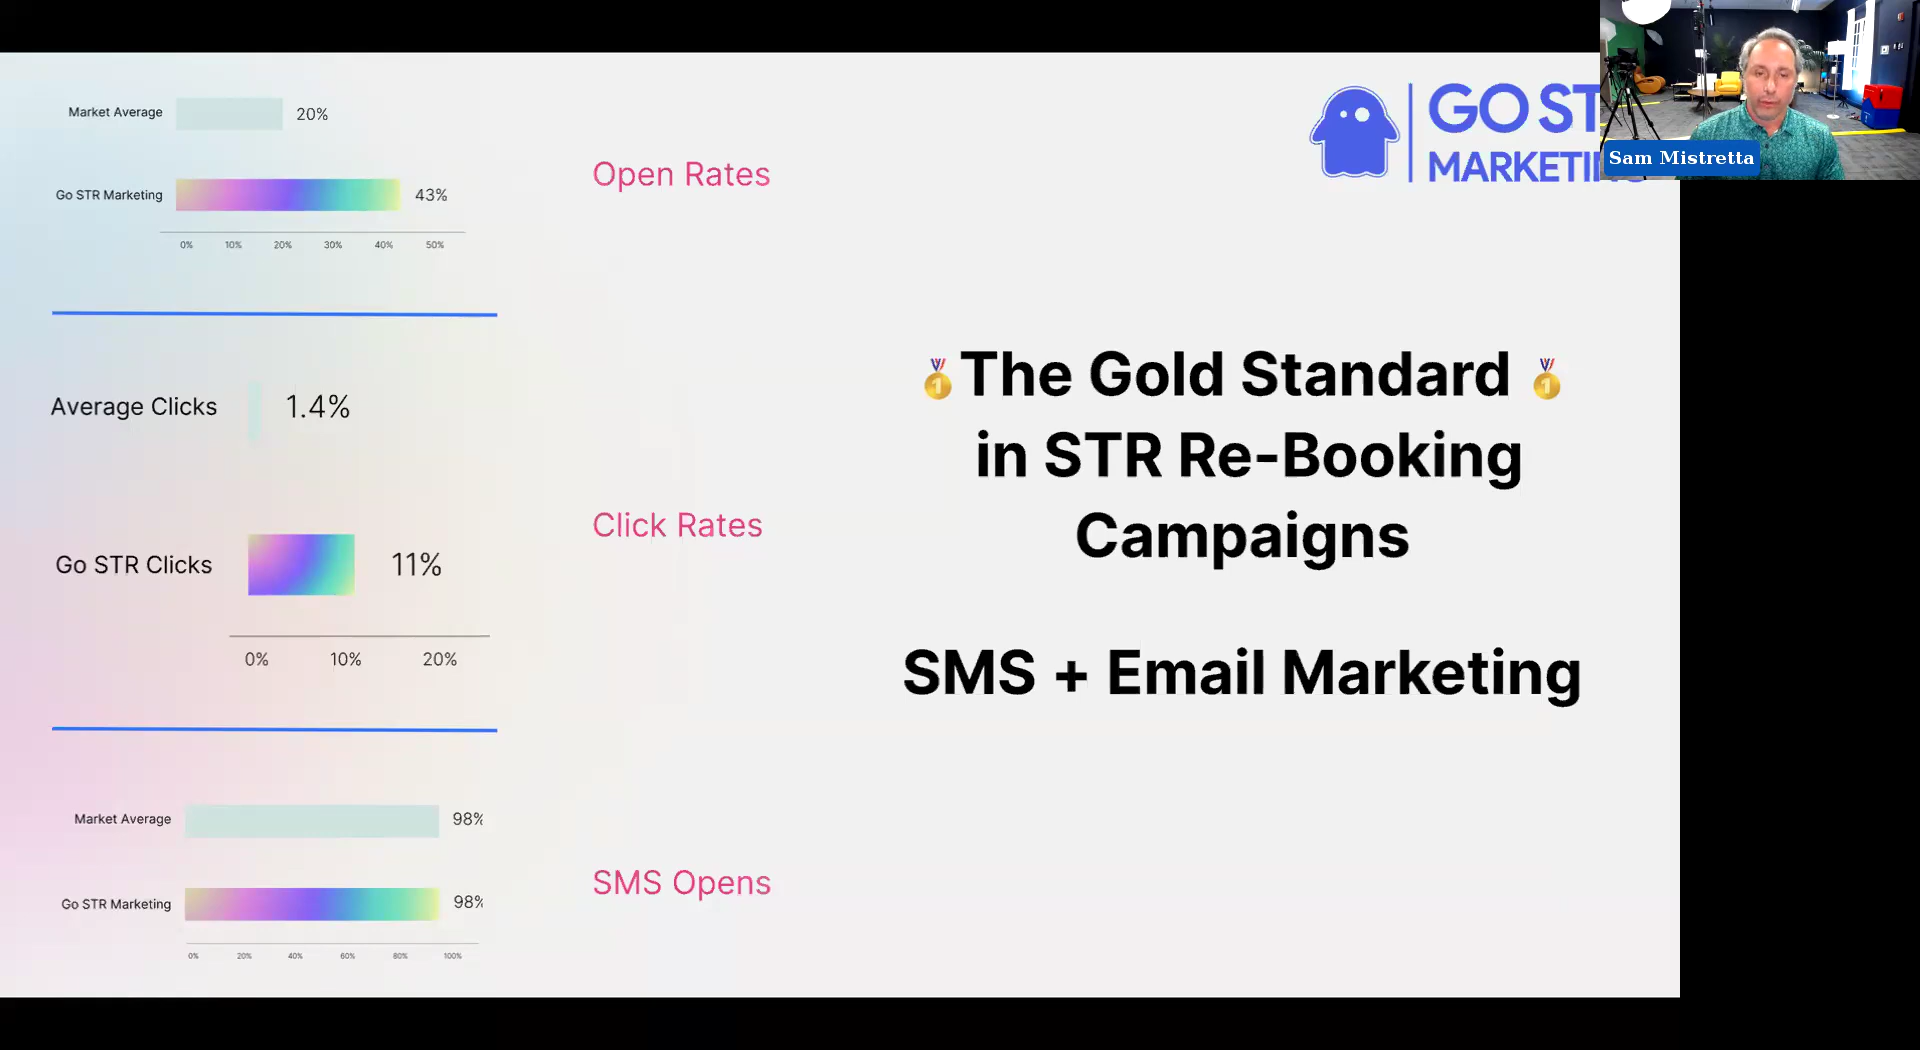 Market Average
20%
Go STR Marketing
43%
0% 10% 20% 30% 40% 50%
Open Rates
Average Clicks
1.4%
Go STR Clicks
11%
0% 10% 20%
Click Rates
Market Average
98%
Go STR Marketing
98%
0% 20% 40% 60% 80% 100%
SMS Opens
GO ST
MARKETI
Sam Mistretta
1 The Gold Standard 1
in STR Re-Booking
Campaigns
SMS + Email Marketing